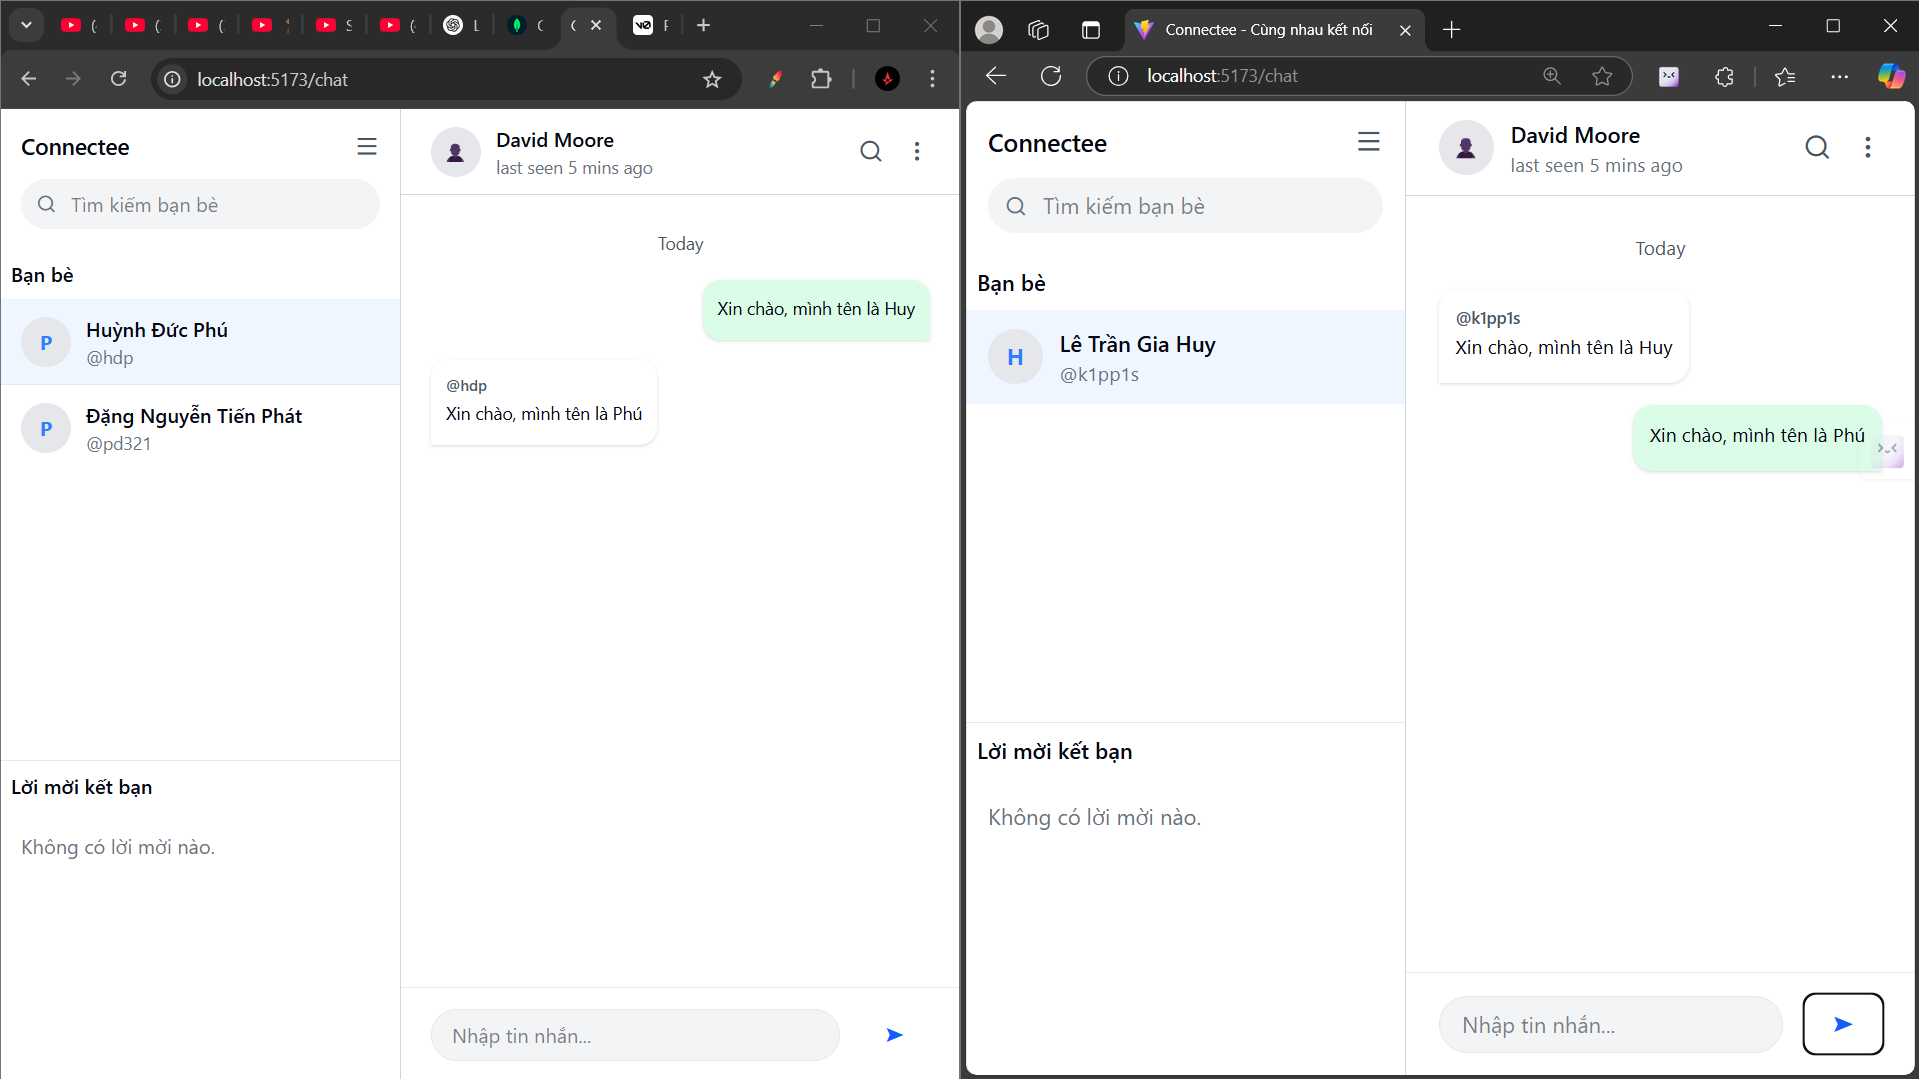 localhost:5173/chat
Connectee
Tìm kiếm bạn bè
Bạn bè
P
Huỳnh Đức Phú
@hdp
P
Đặng Nguyễn Tiến Phát
@pd321
Lời mời kết bạn
Không có lời mời nào.
David Moore
last seen 5 mins ago
Today
Xin chào, mình tên là Huy
@hdp
Xin chào, mình tên là Phú
Nhập tin nhắn...
Connectee - Cùng nhau kết nối
localhost:5173/chat
Connectee
Tìm kiếm bạn bè
Bạn bè
H
Lê Trần Gia Huy
@k1pp1s
Lời mời kết bạn
Không có lời mời nào.
David Moore
last seen 5 mins ago
Today
@k1pp1s
Xin chào, mình tên là Huy
Xin chào, mình tên là Phú
Nhập tin nhắn...